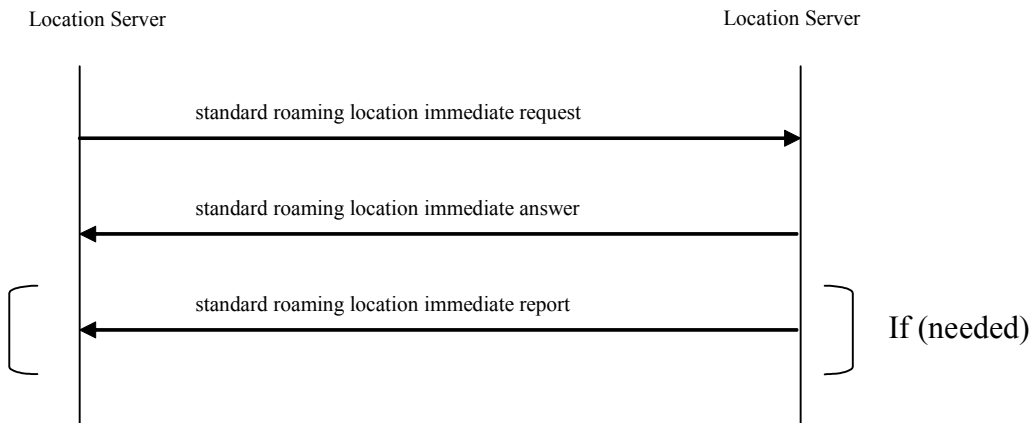 Location Server
Location Server
standard roaming location immediate request
standard roaming location immediate answer
standard roaming location immediate report
If (needed)